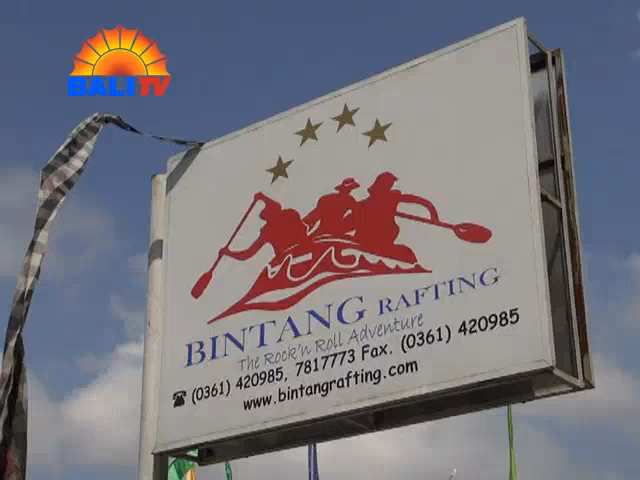 BALI TV
BINTANG RAFTING
The Rock'n Roll Adventure
(0361) 420985, 7817773 Fax. (0361) 420985
www.bintangrafting.com